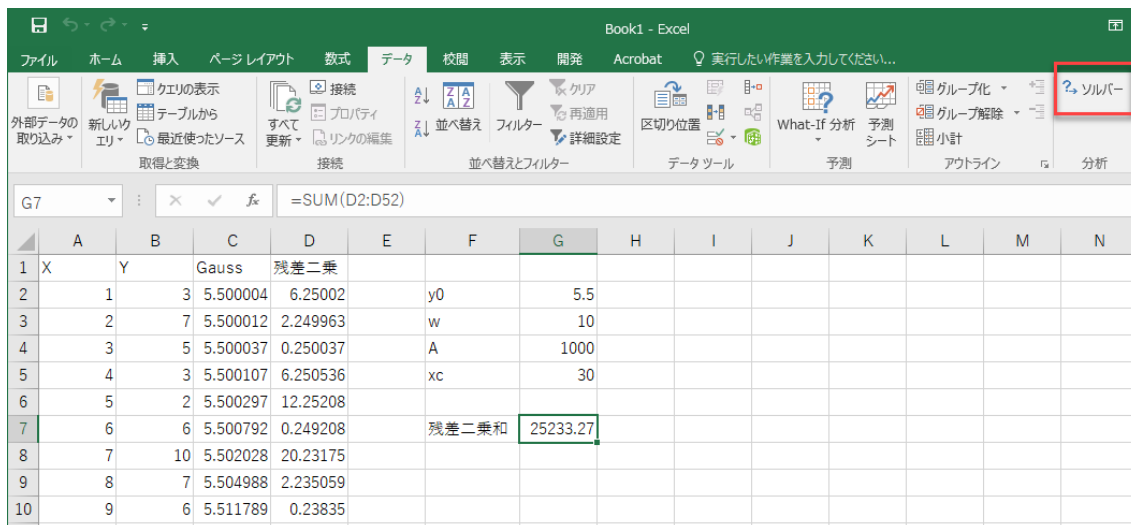 Book1 - Excel
ファイル ホーム 挿入 ページ レイアウト 数式 データ 校閲 表示 開発 Acrobat 実行したい作業を入力してください...
外部データの取り込み
新しいクエリ
クエリの表示
テーブルから
最近使ったソース
取得と変換
すべて更新
接続
プロパティ
リンクの編集
接続
並べ替え
フィルター
クリア
再適用
詳細設定
並べ替えとフィルター
区切り位置
データ ツール
What-If 分析
予測シート
予測
グループ化
グループ解除
小計
アウトライン
?→ ソルバー
分析
G7 fx =SUM(D2:D52)
A B C D E F G H I J K L M N
1 X Y Gauss 残差二乗
2 1 3 5.500004 6.25002 y0 5.5
3 2 7 5.500012 2.249963 w 10
4 3 5 5.500037 0.250037 A 1000
5 4 3 5.500107 6.250536 xc 30
6 5 2 5.500297 12.25208
7 6 6 5.500792 0.249208 残差二乗和 25233.27
8 7 10 5.502028 20.23175
9 8 7 5.504988 2.235059
10 9 6 5.511789 0.23835